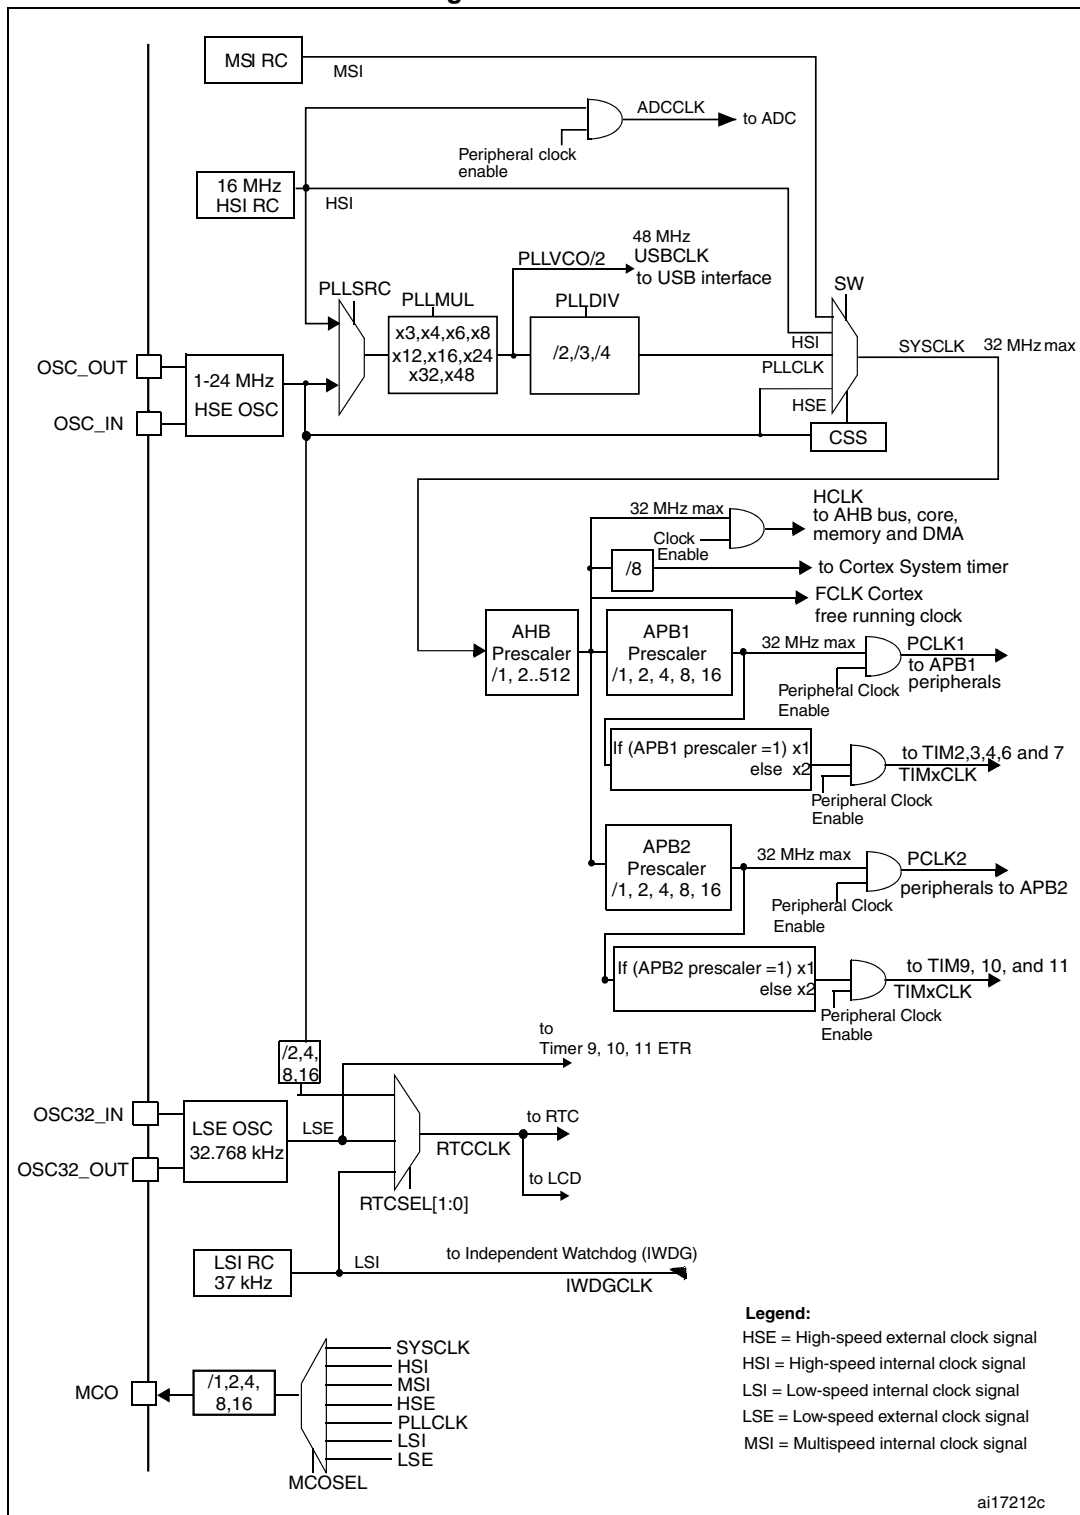 MSI RC
MSI
ADCCLK
to ADC
Peripheral clock
enable
16 MHz
HSI RC
HSI
48 MHz
USBCLK
to USB interface
PLLVCO/2
PLLSRC
PLLMUL
PLLDIV
SW
x3,x4,x6,x8
x12,x16,x24
x32,x48
/2,/3,/4
HSI
PLLCLK
HSE
SYSCLK
32 MHz max
OSC_OUT
OSC_IN
1-24 MHz
HSE OSC
CSS
32 MHz max
Clock
Enable
HCLK
to AHB bus, core,
memory and DMA
/8
to Cortex System timer
FCLK Cortex
free running clock
AHB
Prescaler
/1, 2..512
APB1
Prescaler
/1, 2, 4, 8, 16
32 MHz max
PCLK1
to APB1
peripherals
Peripheral Clock
Enable
If (APB1 prescaler =1) x1
else x2
to TIM2,3,4,6 and 7
TIMxCLK
Peripheral Clock
Enable
APB2
Prescaler
/1, 2, 4, 8, 16
32 MHz max
PCLK2
peripherals to APB2
Peripheral Clock
Enable
If (APB2 prescaler =1) x1
else x2
to TIM9, 10, and 11
TIMxCLK
Peripheral Clock
Enable
to
Timer 9, 10, 11 ETR
/2,4,
8,16
OSC32_IN
OSC32_OUT
LSE OSC
32.768 kHz
LSE
to RTC
RTCCLK
to LCD
RTCSEL[1:0]
LSI RC
37 kHz
LSI
to Independent Watchdog (IWDG)
IWDGCLK
MCO
/1,2,4,
8,16
SYSCLK
HSI
MSI
HSE
PLLCLK
LSI
LSE
MCOSEL
Legend:
HSE = High-speed external clock signal
HSI = High-speed internal clock signal
LSI = Low-speed internal clock signal
LSE = Low-speed external clock signal
MSI = Multispeed internal clock signal
ai17212c